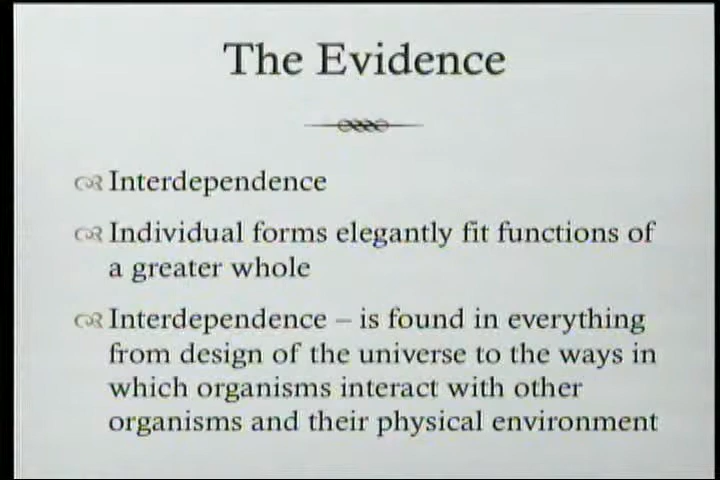 The Evidence
Interdependence
Individual forms elegantly fit functions of
a greater whole
Interdependence – is found in everything
from design of the universe to the ways in
which organisms interact with other
organisms and their physical environment